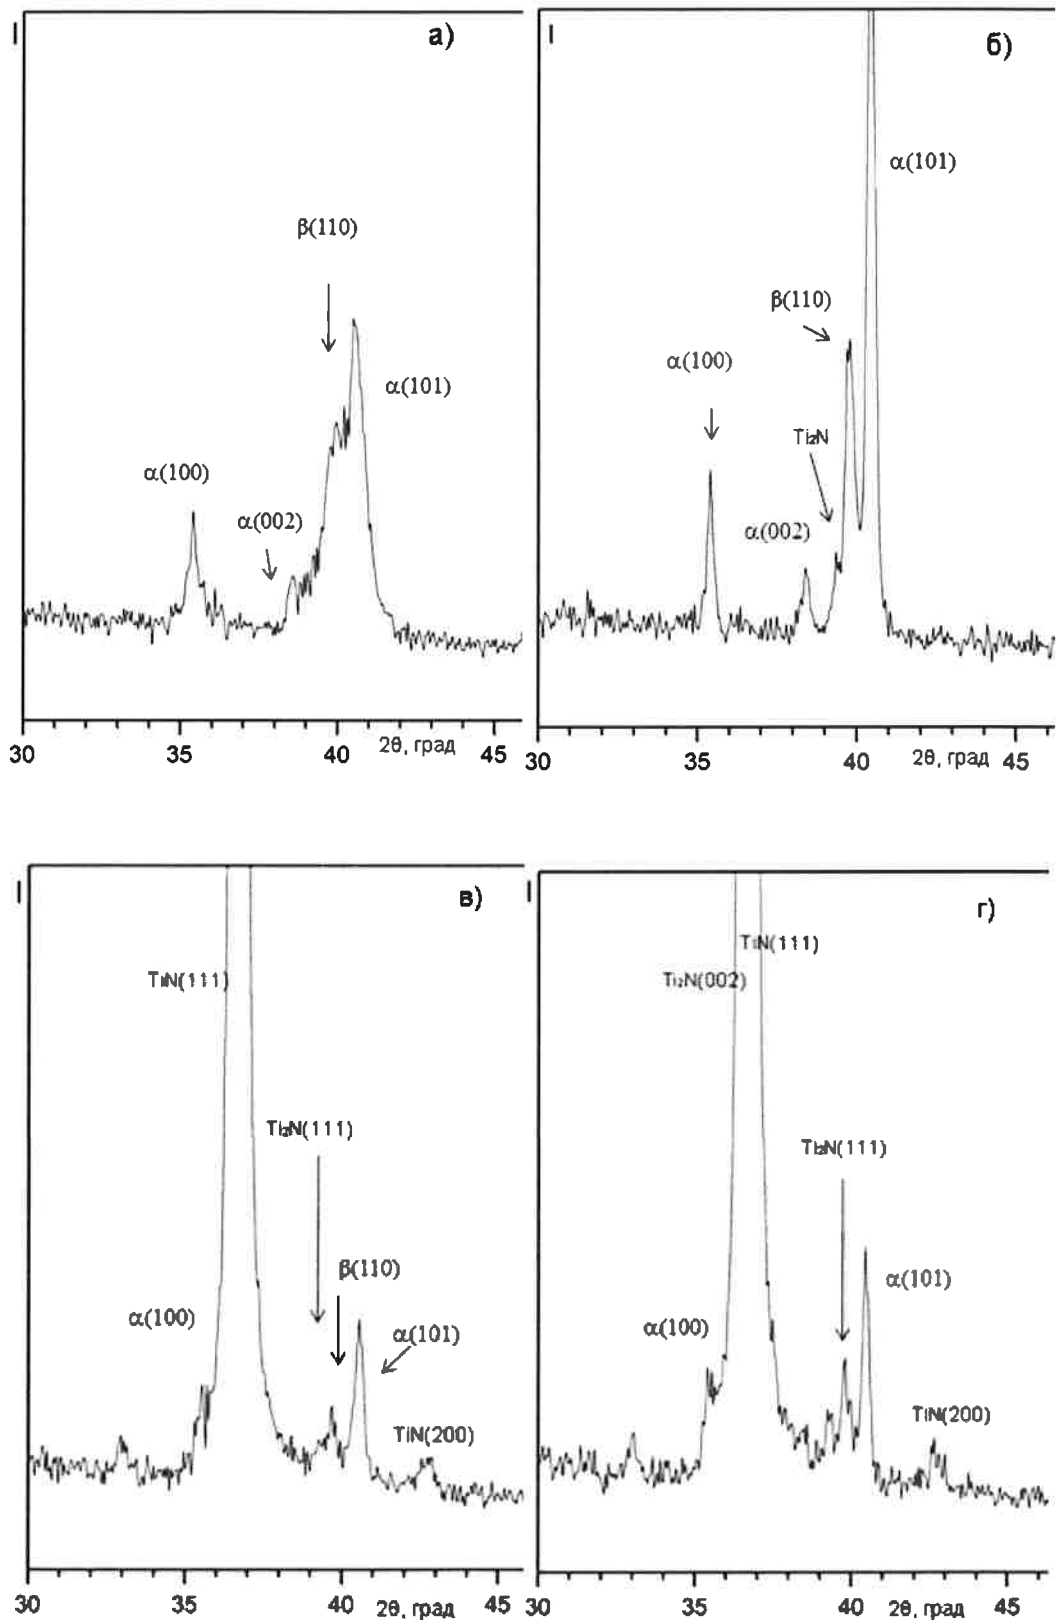 I
а)
β(110)
α(101)
α(100)
α(002)
30 35 40 2θ, град 45
I
б)
α(101)
β(110)
α(100)
Ti₂N
α(002)
30 35 40 2θ, град 45
I
в)
TiN(111)
Ti₂N(111)
β(110)
α(100)
α(101)
TiN(200)
30 35 40 2θ, град 45
I
г)
TiN(111)
Ti₂N(002)
Ti₂N(111)
α(101)
α(100)
TiN(200)
30 35 40 2θ, град 45